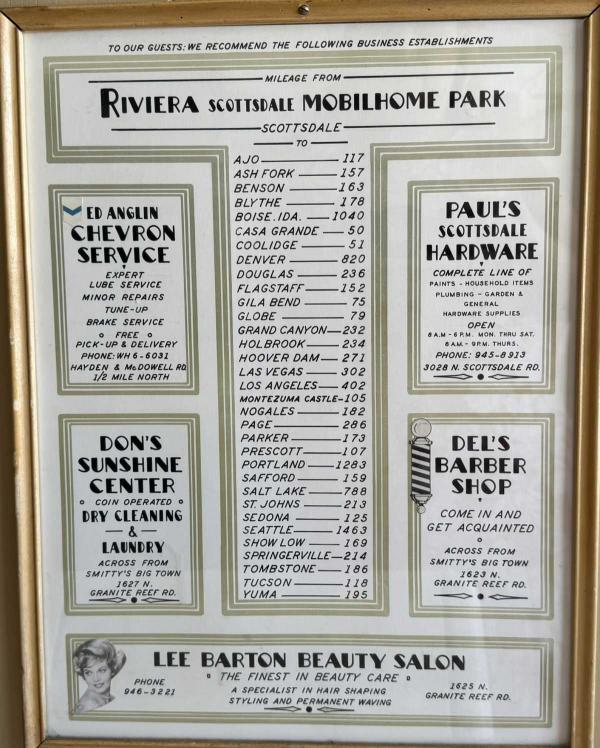 TO OUR GUESTS: WE RECOMMEND THE FOLLOWING BUSINESS ESTABLISHMENTS
MILEAGE FROM
RIVIERA SCOTTSDALE MOBILHOME PARK
SCOTTSDALE
TO
AJO 117
ASH FORK 157
BENSON 163
BLYTHE 178
BOISE. IDA. 1040
CASA GRANDE 50
COOLIDGE 51
DENVER 820
DOUGLAS 236
FLAGSTAFF 152
GILA BEND 75
GLOBE 79
GRAND CANYON 232
HOLBROOK 234
HOOVER DAM 271
LAS VEGAS 302
LOS ANGELES 402
MONTEZUMA CASTLE 105
NOGALES 182
PAGE 286
PARKER 173
PRESCOTT 107
PORTLAND 1283
SAFFORD 159
SALT LAKE 788
ST. JOHNS 213
SEDONA 125
SEATTLE 1463
SHOW LOW 169
SPRINGERVILLE 214
TOMBSTONE 186
TUCSON 118
YUMA 195
ED ANGLIN
CHEVRON
SERVICE
EXPERT
LUBE SERVICE
MINOR REPAIRS
TUNE-UP
BRAKE SERVICE
FREE
PICK-UP & DELIVERY
PHONE: WH 6-6031
HAYDEN & McDOWELL RD.
1/2 MILE NORTH
DON'S
SUNSHINE
CENTER
COIN OPERATED
DRY CLEANING
&
LAUNDRY
ACROSS FROM
SMITTY'S BIG TOWN
1627 N.
GRANITE REEF RD.
PAUL'S
SCOTTSDALE
HARDWARE
COMPLETE LINE OF
PAINTS - HOUSEHOLD ITEMS
PLUMBING - GARDEN &
GENERAL
HARDWARE SUPPLIES
OPEN
8 A.M - 6 P.M. MON. THRU SAT.
8 A.M. - 9 P.M. THURS.
PHONE: 945-8913
3028 N. SCOTTSDALE RD.
DEL'S
BARBER
SHOP
COME IN AND
GET ACQUAINTED
ACROSS FROM
SMITTY'S BIG TOWN
1623 N.
GRANITE REEF RD.
LEE BARTON BEAUTY SALON
THE FINEST IN BEAUTY CARE
A SPECIALIST IN HAIR SHAPING
STYLING AND PERMANENT WAVING
PHONE
946-3221
1625 N.
GRANITE REEF RD.